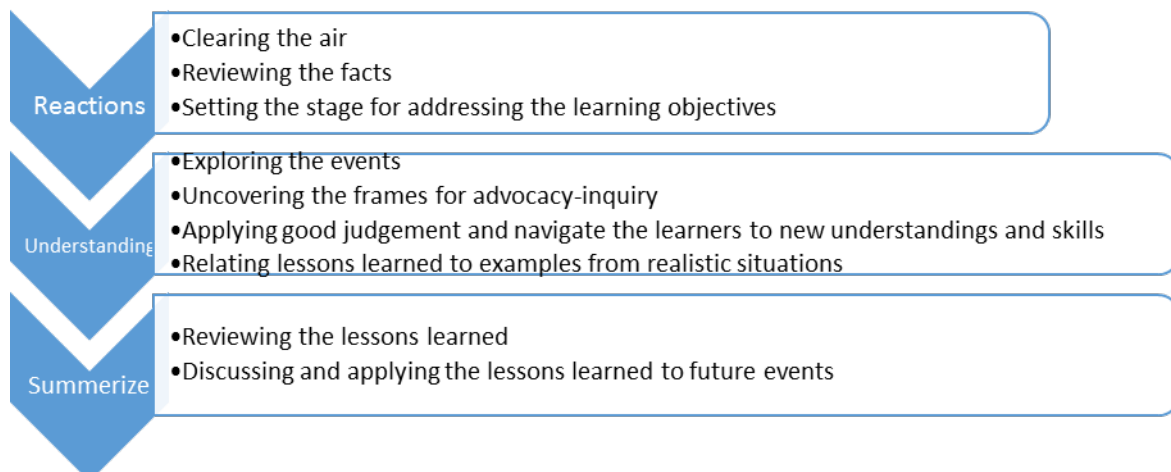 Reactions
•Clearing the air
•Reviewing the facts
•Setting the stage for addressing the learning objectives
Understanding
•Exploring the events
•Uncovering the frames for advocacy-inquiry
•Applying good judgement and navigate the learners to new understandings and skills
•Relating lessons learned to examples from realistic situations
Summerize
•Reviewing the lessons learned
•Discussing and applying the lessons learned to future events